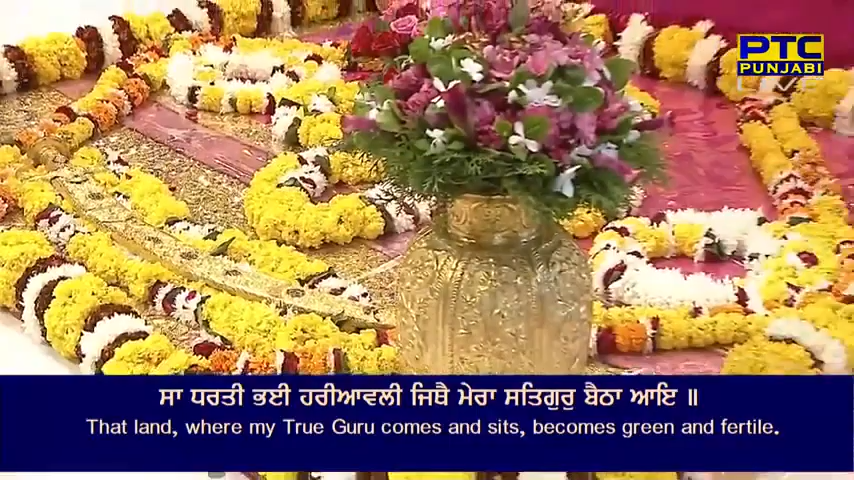 PTC
PUNJABI
ਸਾ ਧਰਤੀ ਭਈ ਹਰੀਆਵਲੀ ਜਿਥੈ ਮੇਰਾ ਸਤਿਗੁਰੁ ਬੈਠਾ ਆਇ ॥
That land, where my True Guru comes and sits, becomes green and fertile.